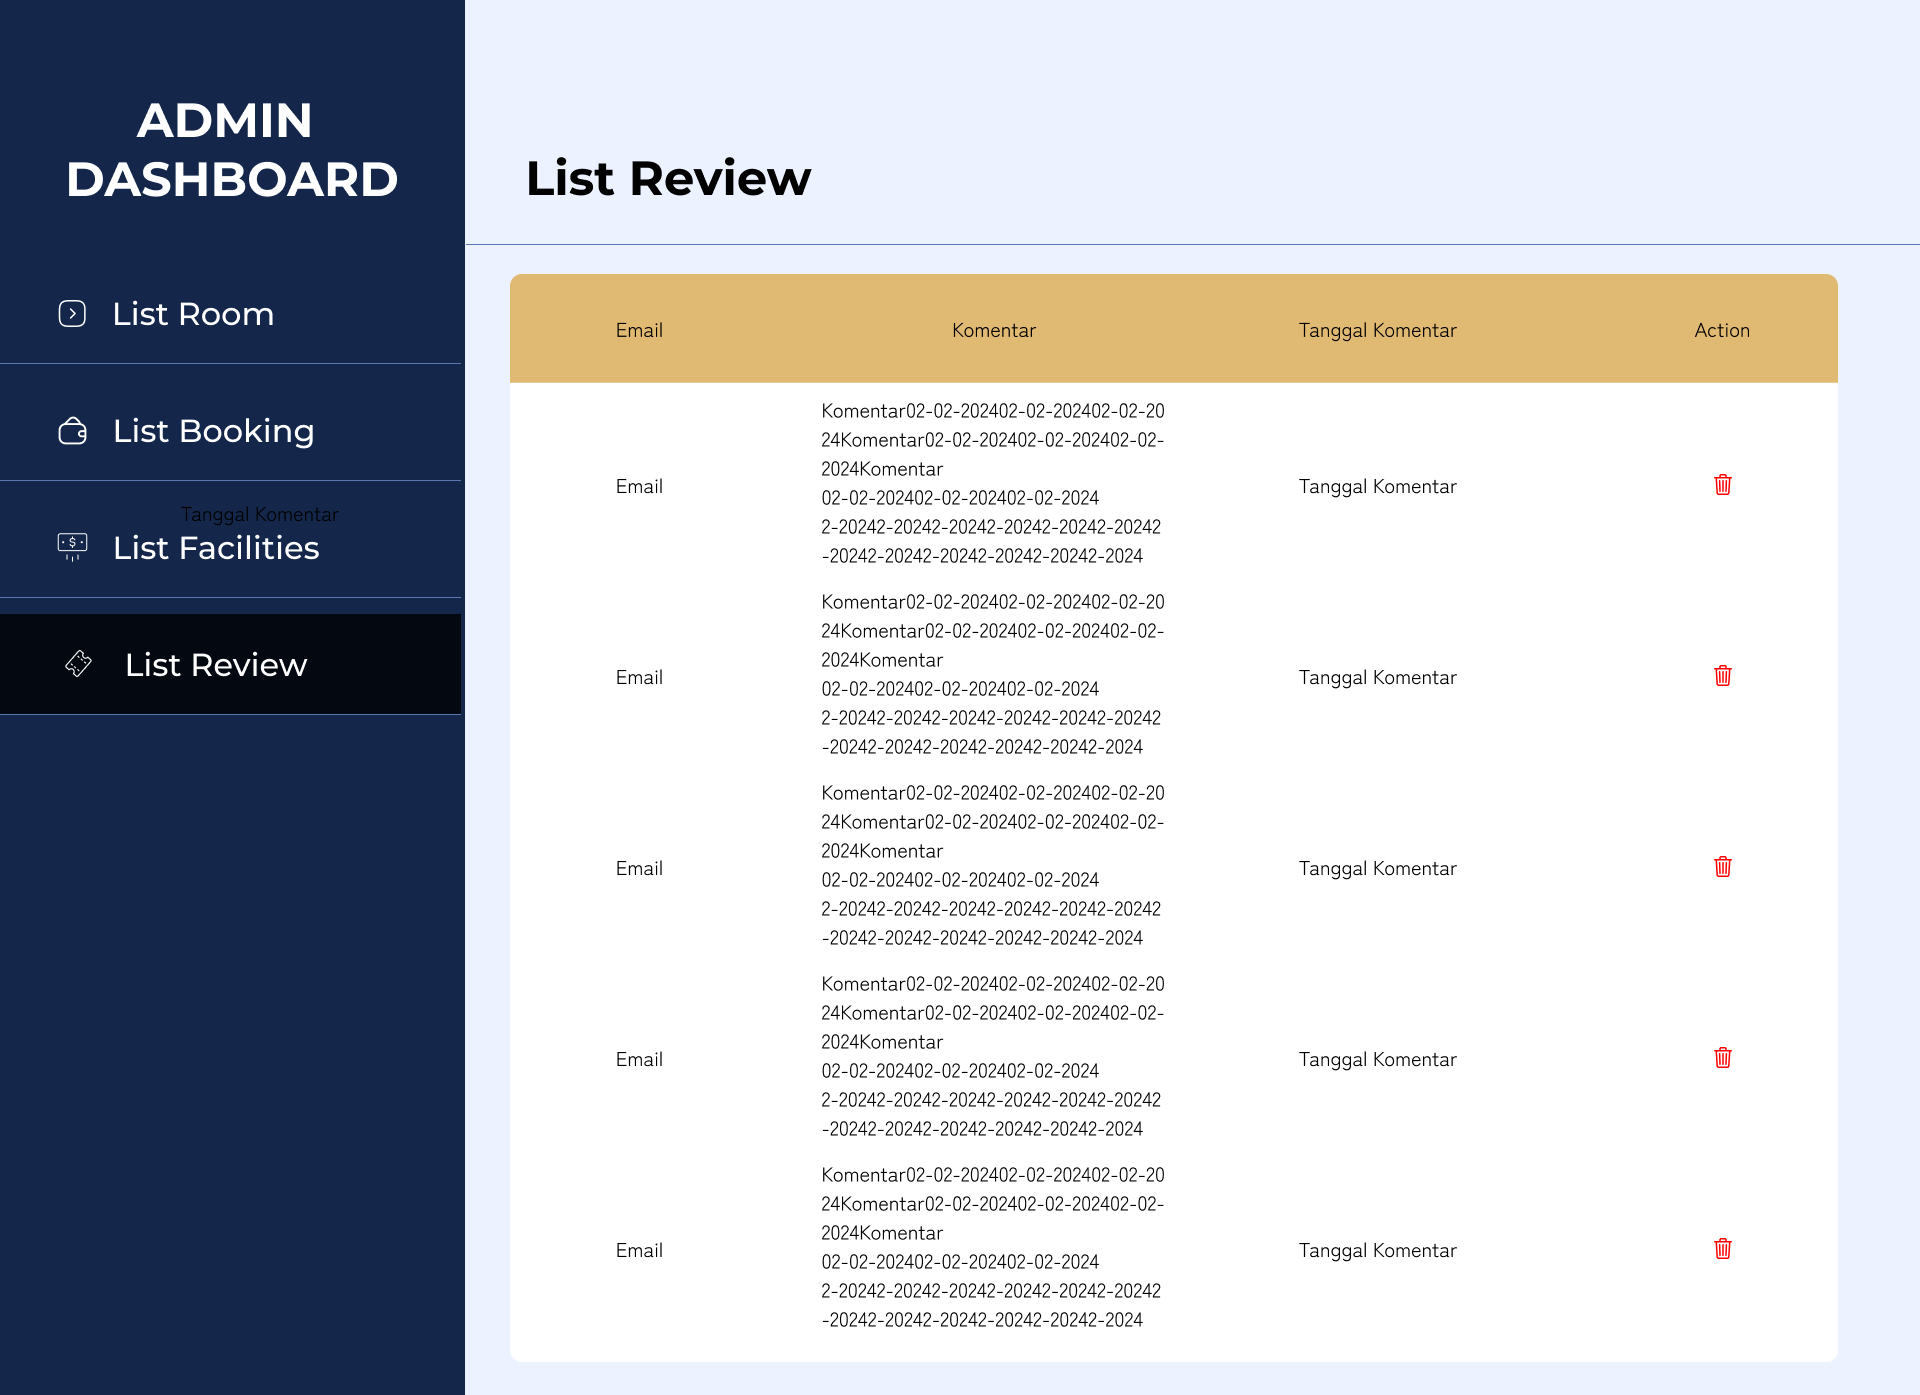 ADMIN
DASHBOARD
List Room
List Booking
Tanggal Komentar
List Facilities
List Review
List Review
Email Komentar Tanggal Komentar Action
Komentar02-02-202402-02-202402-02-20
24Komentar02-02-202402-02-202402-02-
2024Komentar
02-02-202402-02-202402-02-2024
2-20242-20242-20242-20242-20242-20242
-20242-20242-20242-20242-20242-2024
Email
Tanggal Komentar
Komentar02-02-202402-02-202402-02-20
24Komentar02-02-202402-02-202402-02-
2024Komentar
02-02-202402-02-202402-02-2024
2-20242-20242-20242-20242-20242-20242
-20242-20242-20242-20242-20242-2024
Email
Tanggal Komentar
Komentar02-02-202402-02-202402-02-20
24Komentar02-02-202402-02-202402-02-
2024Komentar
02-02-202402-02-202402-02-2024
2-20242-20242-20242-20242-20242-20242
-20242-20242-20242-20242-20242-2024
Email
Tanggal Komentar
Komentar02-02-202402-02-202402-02-20
24Komentar02-02-202402-02-202402-02-
2024Komentar
02-02-202402-02-202402-02-2024
2-20242-20242-20242-20242-20242-20242
-20242-20242-20242-20242-20242-2024
Email
Tanggal Komentar
Komentar02-02-202402-02-202402-02-20
24Komentar02-02-202402-02-202402-02-
2024Komentar
02-02-202402-02-202402-02-2024
2-20242-20242-20242-20242-20242-20242
-20242-20242-20242-20242-20242-2024
Email
Tanggal Komentar